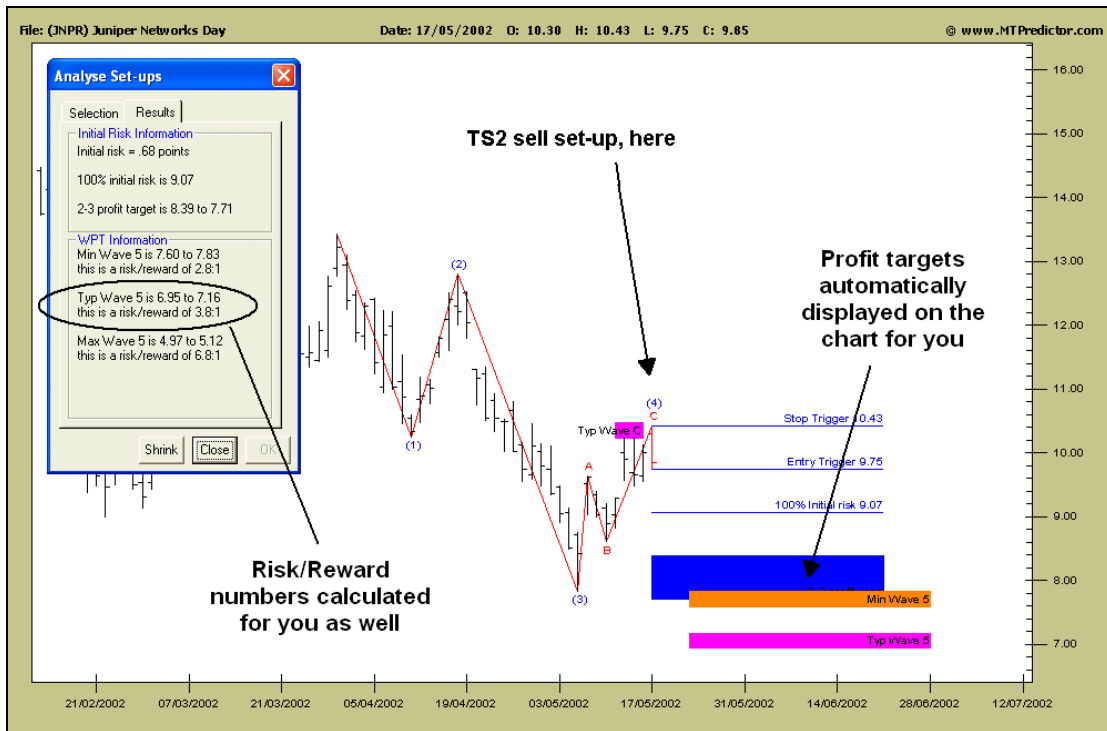 File: (JNPR) Juniper Networks Day Date: 17/05/2002 O: 10.30 H: 10.43 L: 9.75 C: 9.85 @ www.MTPredictor.com
Analyse Set-ups
Selection Results
Initial Risk Information
Initial risk = .68 points
100% initial risk is 9.07
2-3 profit target is 8.39 to 7.71
WPT Information
Min Wave 5 is 7.60 to 7.83
this is a risk/reward of 2.8:1
Typ Wave 5 is 6.95 to 7.16
this is a risk/reward of 3.8:1
Max Wave 5 is 4.97 to 5.12
this is a risk/reward of 6.8:1
Shrink Close OK
TS2 sell set-up, here
Profit targets
automatically
displayed on the
chart for you
Risk/Reward
numbers calculated
for you as well
(1)
(2)
(3)
A
B
(4)
C
Typ Wave C
Stop Trigger 10.43
Entry Trigger 9.75
100% Initial risk 9.07
Min Wave 5
Typ Wave 5
16.00
15.00
14.00
13.00
12.00
11.00
10.00
9.00
8.00
7.00
21/02/2002 07/03/2002 21/03/2002 05/04/2002 19/04/2002 03/05/2002 17/05/2002 31/05/2002 14/06/2002 28/06/2002 12/07/2002